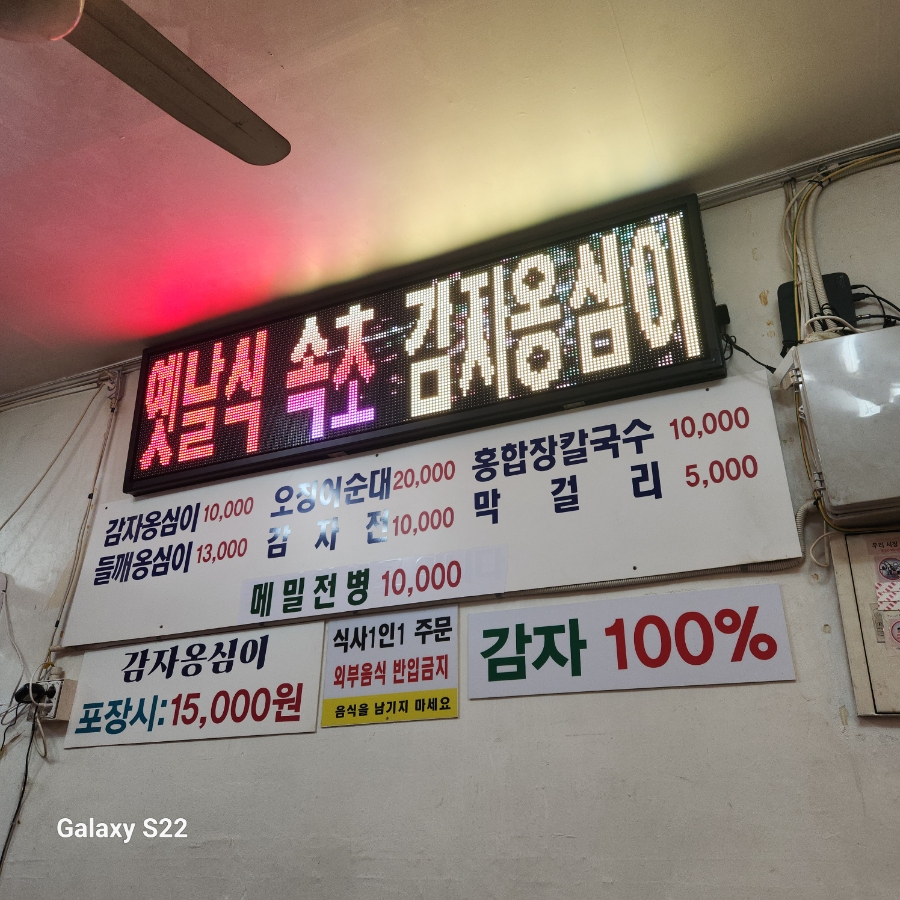 옛날식 속초 감자옹심이
감자옹심이 10,000 오징어순대 20,000 홍합장칼국수 10,000
들깨옹심이 13,000 감자전 10,000 막걸리 5,000
메밀전병 10,000
감자옹심이
포장시:15,000원
식사1인1 주문
외부음식 반입금지
음식을 남기지 마세요
감자 100%
Galaxy S22